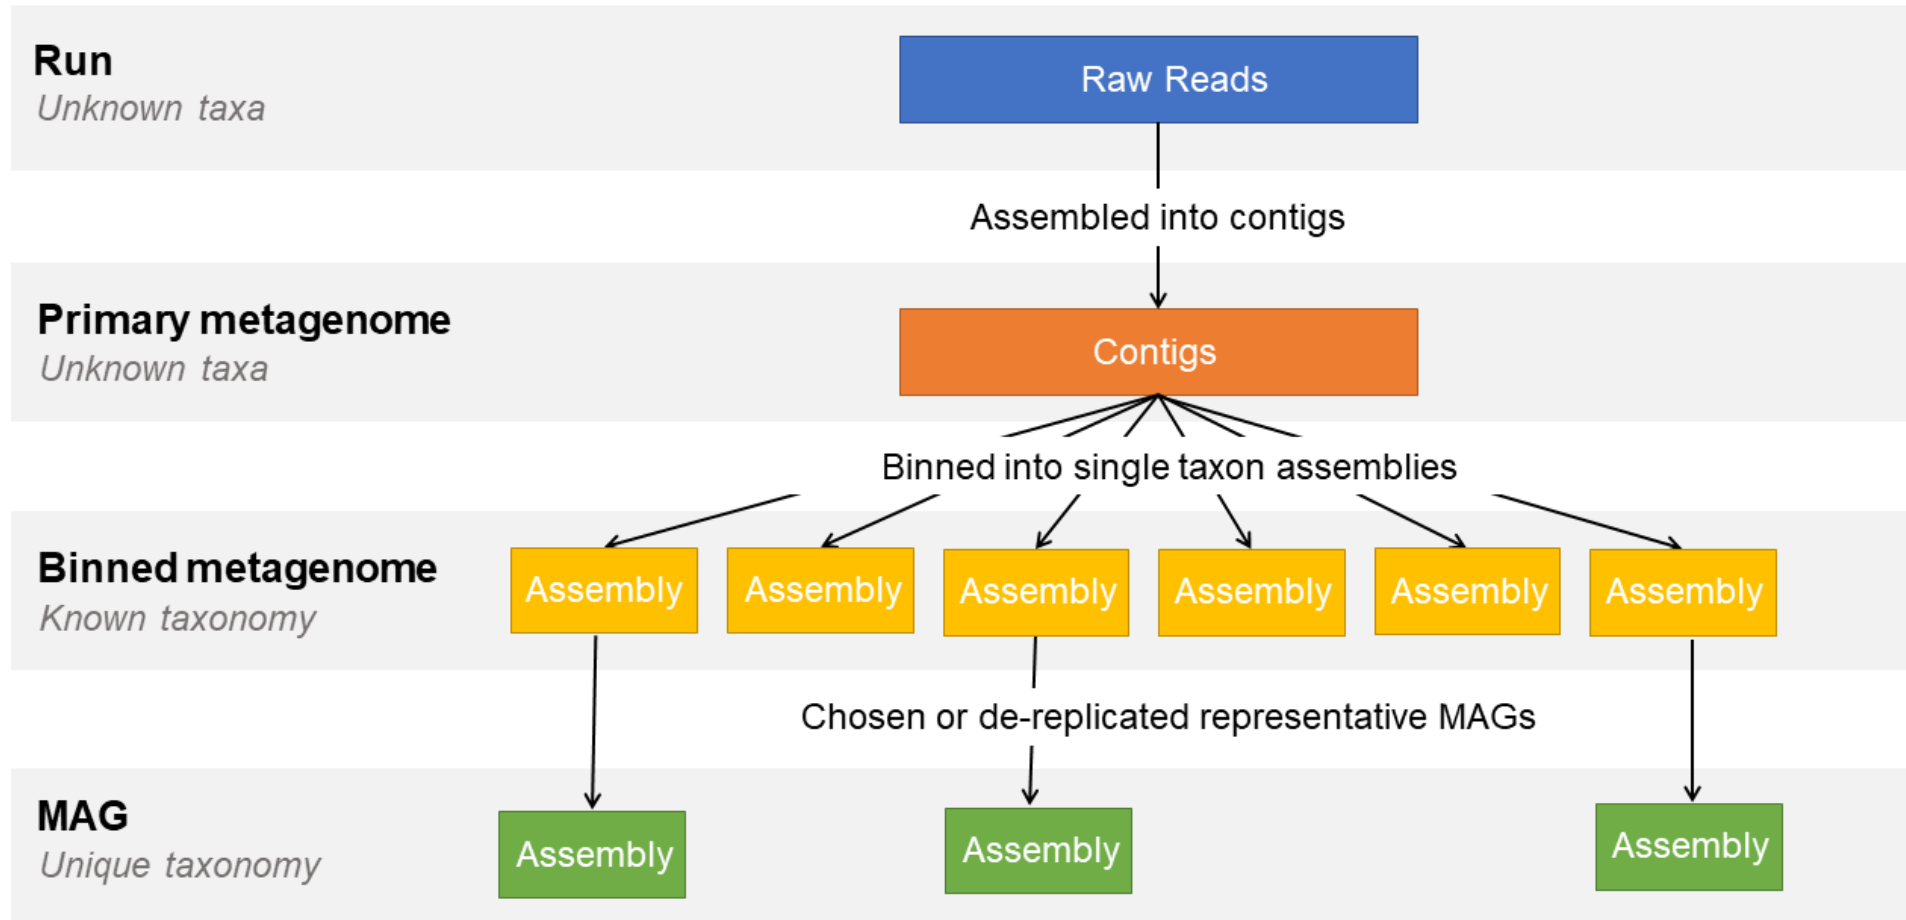 Run
Unknown taxa
Raw Reads
Assembled into contigs
Primary metagenome
Unknown taxa
Contigs
Binned into single taxon assemblies
Binned metagenome
Known taxonomy
Assembly
Assembly
Assembly
Assembly
Assembly
Assembly
Chosen or de-replicated representative MAGs
MAG
Unique taxonomy
Assembly
Assembly
Assembly